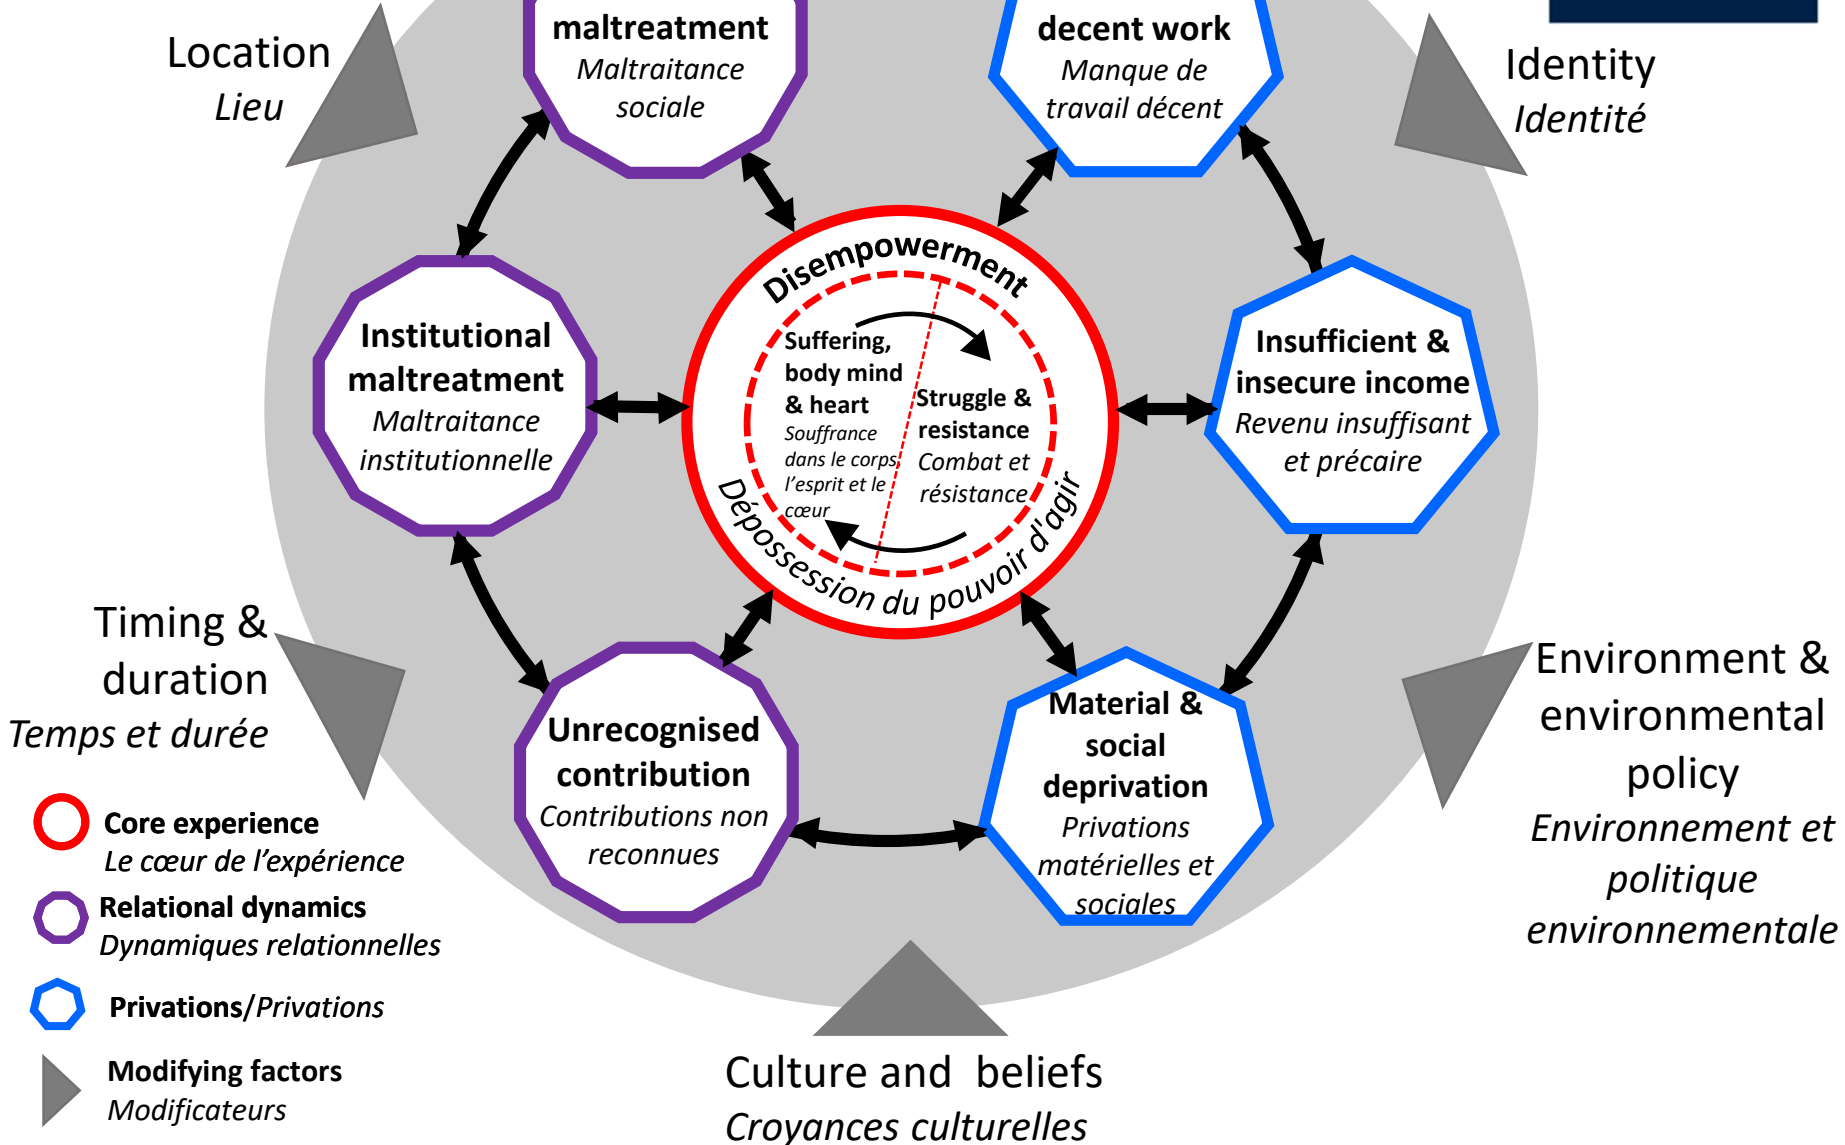 maltreatment
Maltraitance
sociale
decent work
Manque de
travail décent
Location
Lieu
Identity
Identité
Disempowerment
Suffering,
body mind
& heart
Souffrance
dans le corps,
l’esprit et le
cœur
Struggle &
resistance
Combat et
résistance
Dépossession du pouvoir d'agir
Institutional
maltreatment
Maltraitance
institutionnelle
Insufficient &
insecure income
Revenu insuffisant
et précaire
Timing &
duration
Temps et durée
Unrecognised
contribution
Contributions non
reconnues
Material &
social
deprivation
Privations
matérielles et
sociales
Environment &
environmental
policy
Environnement et
politique
environnementale
Core experience
Le cœur de l’expérience
Relational dynamics
Dynamiques relationnelles
Privations/Privations
Modifying factors
Modificateurs
Culture and  beliefs
Croyances culturelles